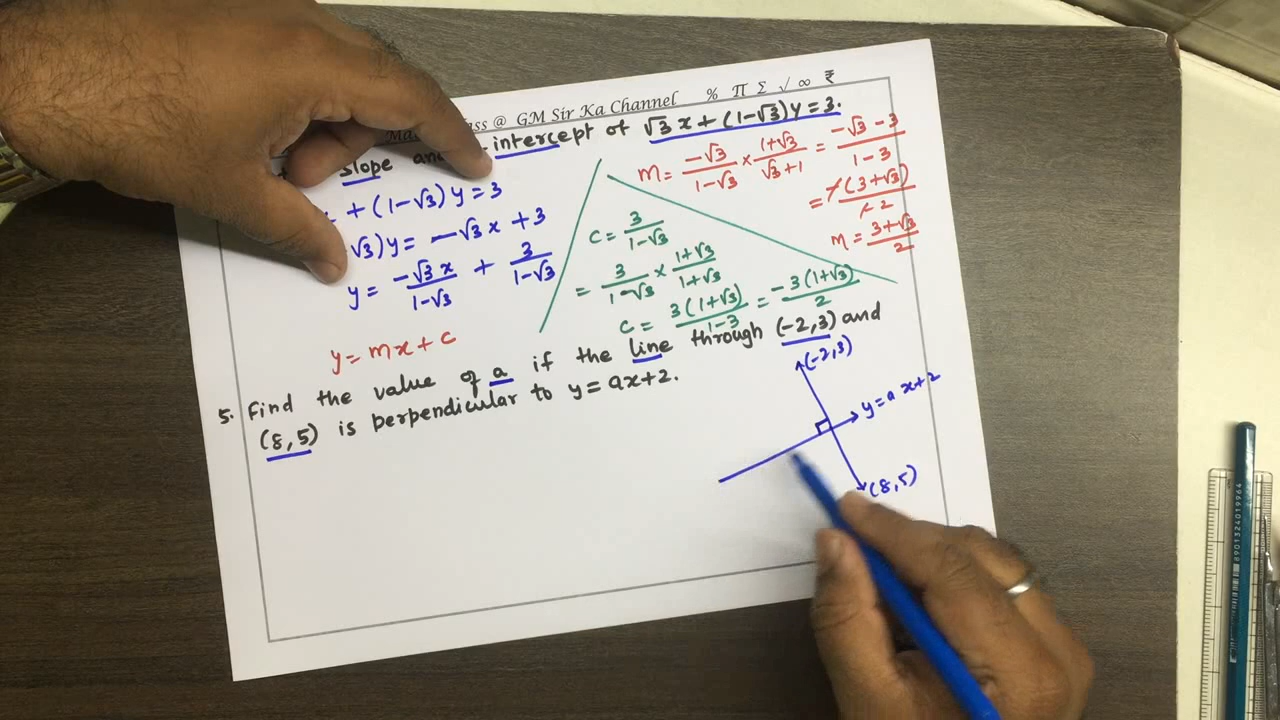 @ GM Sir Ka Channel % Π Σ √ ∞ ₹
slope intercept of √3 x + (1-√3) y = 3.
+ (1-√3) y = 3
√3) y = -√3 x + 3
y = -√3 x / 1-√3 + 3 / 1-√3
y = mx + c
m = -√3 / 1-√3 × 1+√3 / √3+1 = -√3 - 3 / 1-3
= -(3+√3) / -2
m = 3+√3 / 2
c = 3 / 1-√3
= 3 / 1-√3 × 1+√3 / 1+√3
c = 3(1+√3) / 1-3 = -3(1+√3) / 2
5. Find the value of a if the line through (-2,3) and
(8,5) is perpendicular to y = ax+2.
(-2,3)
y = a x+2
(8,5)
8901324019964